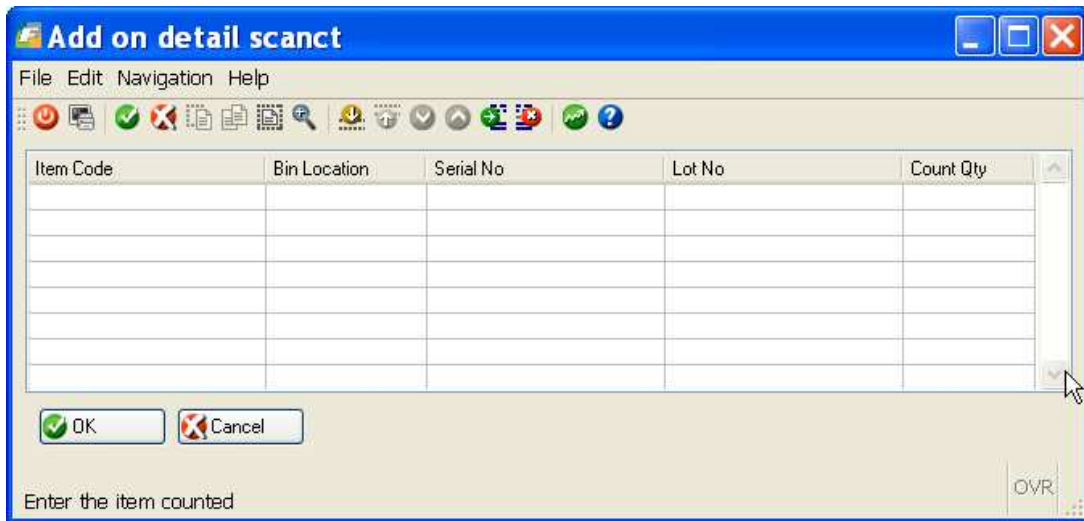 Add on detail scanct
File Edit Navigation Help
Item Code Bin Location Serial No Lot No Count Qty
OK Cancel
OVR
Enter the item counted